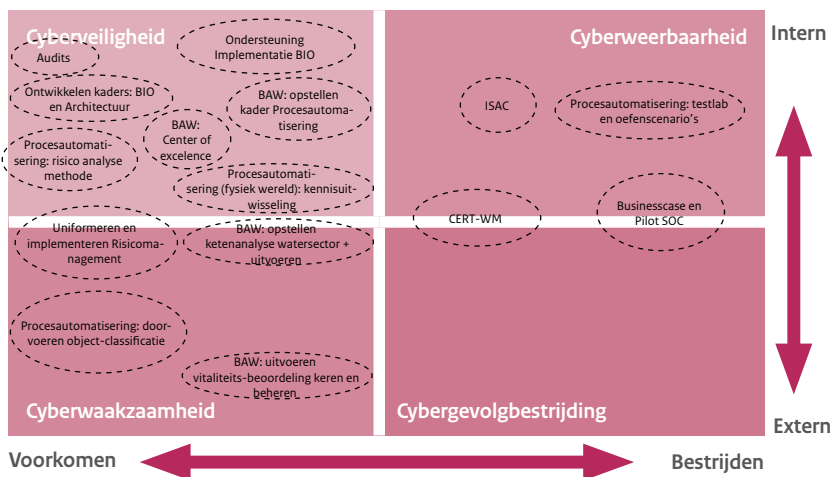 Cyberveiligheid
Audits
Ondersteuning
Implementatie BIO
Ontwikkelen kaders: BIO
en Architectuur
BAW: opstellen
kader Procesautoma-
tisering
BAW:
Center of
excelence
Procesautomati-
sering: risico analyse
methode
Procesautomati-
sering (fysiek wereld): kennisuit-
wisseling
Cyberweerbaarheid
ISAC
Procesautomatisering: testlab
en oefenscenario's
CERT-WM
Businesscase en
Pilot SOC
Intern
Uniformeren en
implementeren Risicoma-
nagement
BAW: opstellen
ketenanalyse watersector +
uitvoeren
Procesautomatisering: door-
voeren object-classificatie
BAW: uitvoeren
vitaliteits-beoordeling keren en
beheren
Cyberwaakzaamheid
Cybergevolgbestrijding
Extern
Voorkomen
Bestrijden